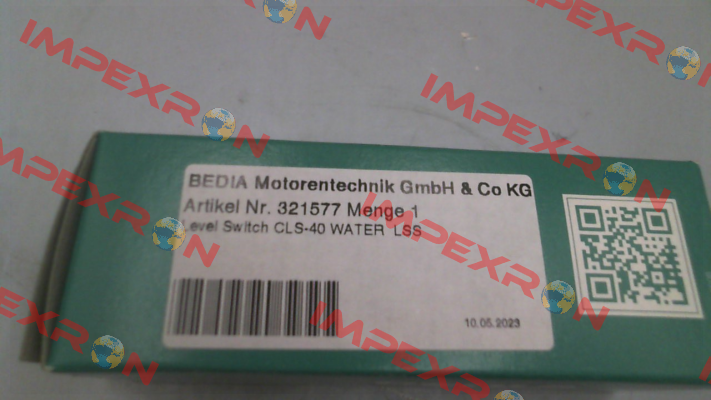 BEDIA Motorentechnik GmbH & Co KG
Artikel Nr. 321577 Menge 1
Level Switch CLS-40 WATER LSS
10.05.2023
IMPEXRON
IMPEXRON
IMPEXRON
IMPEXRON
IMPEXRON
IMPEXRON